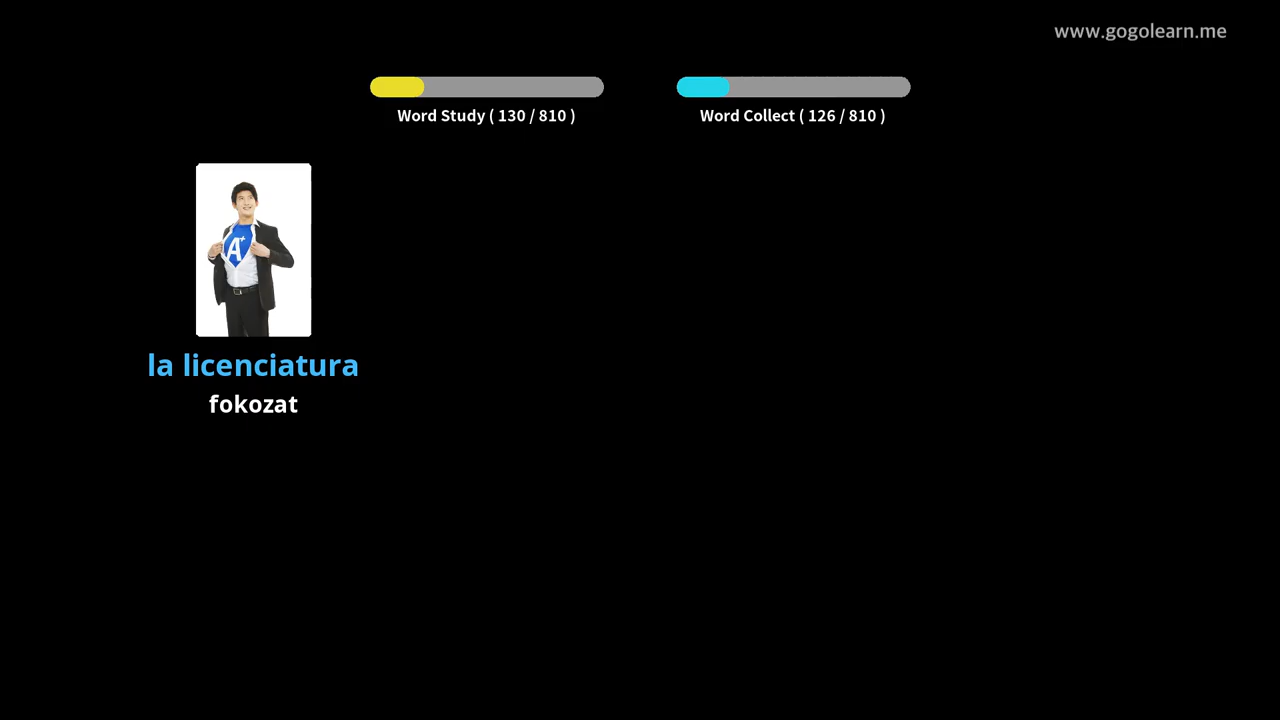 www.gogolearn.me
Word Study ( 130 / 810 )
Word Collect ( 126 / 810 )
A+
la licenciatura
fokozat